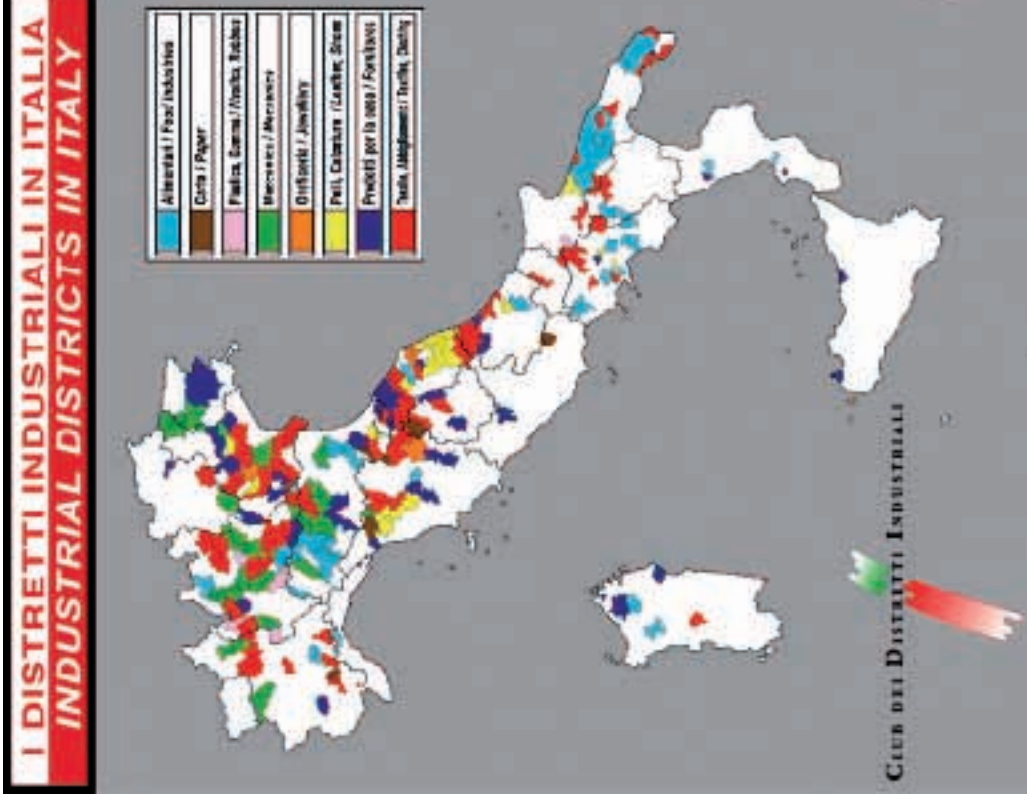 I DISTRETTI INDUSTRIALI IN ITALIA
INDUSTRIAL DISTRICTS IN ITALY
Alimentari / Food Industries
Carta / Paper
Plastica, Gomma / Plastics, Rubber
Meccanica / Mechanics
Oreficeria / Jewellery
Pelli, Calzature / Leather, Shoes
Prodotti per la casa / Furnitures
Tessile, Abbigliamento / Textile, Clothing
CLUB DEI DISTRETTI INDUSTRIALI